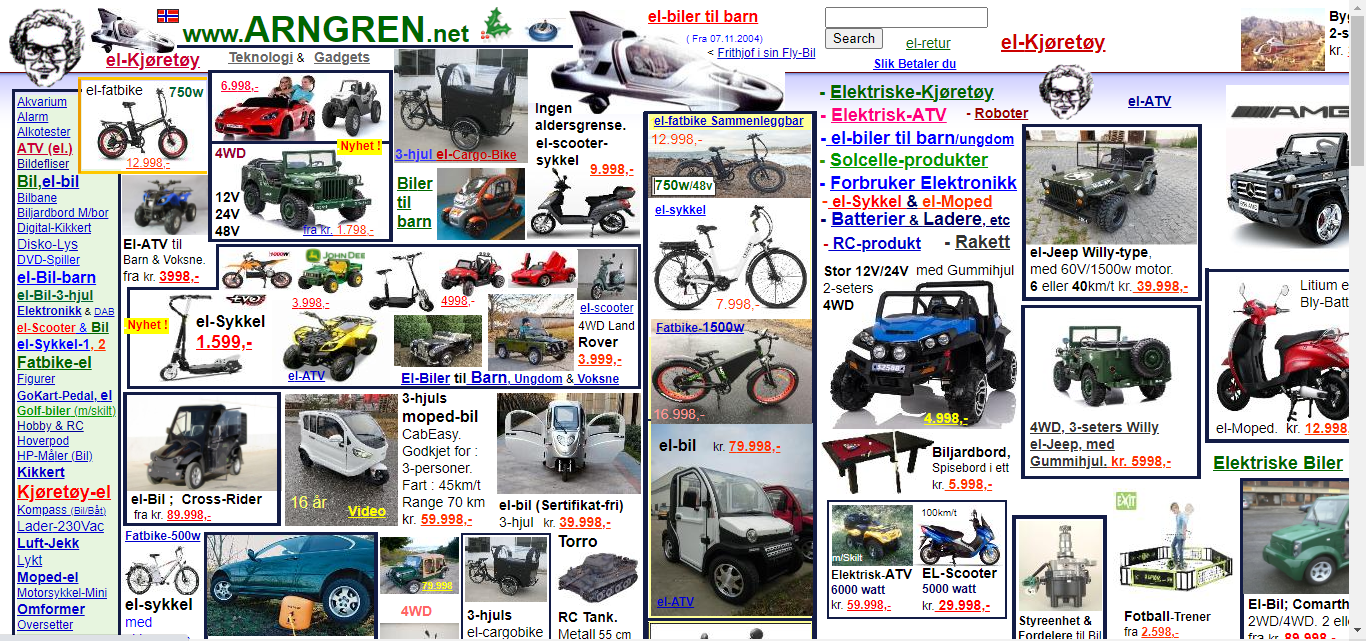 www.ARNGREN.net
el-Kjøretøy
Teknologi & Gadgets
el-biler til barn
( Fra 07.11.2004)
< Frithjof i sin Fly-Bil
Search
el-retur
Slik Betaler du
el-Kjøretøy
2-s
kr.
Akvarium
Alarm
Alkotester
ATV (el.)
Bildefliser
Bil,el-bil
Bilbane
Biljardbord M/bor
Digital-Kikkert
Disko-Lys
DVD-Spiller
el-Bil-barn
el-Bil-3-hjul
Elektronikk & DAB
el-Scooter & Bil
el-Sykkel-1, 2
Fatbike-el
Figurer
GoKart-Pedal, el
Golf-biler (m/skilt)
Hobby & RC
Hoverpod
HP-Måler (Bil)
Kikkert
Kjøretøy-el
Kompass (Bil/Båt)
Lader-230Vac
Luft-Jekk
Lykt
Moped-el
Motorsykkel-Mini
Omformer
Oversetter
el-fatbike 750w
12.998,-
6.998,-
Nyhet !
4WD
12V
24V
48V
fra kr. 1.798,-
3-hjul el-Cargo-Bike
Biler
til
barn
Ingen
aldersgrense.
el-scooter-
sykkel
9.998,-
El-ATV til
Barn & Voksne.
fra kr. 3998,-
1000W
JOHN DEERE
3.998,-
4998,-
el-scooter
EVO
Nyhet !
el-Sykkel
1.599,-
el-ATV
4WD Land
Rover
3.999,-
El-Biler til Barn, Ungdom & Voksne
el-Bil ; Cross-Rider
fra kr. 89.998,-
16 år
Video
3-hjuls
moped-bil
CabEasy.
Godkjet for :
3-personer.
Fart : 45km/t
Range 70 km
kr. 59.998,-
el-bil (Sertifikat-fri)
3-hjul kr. 39.998,-
Fatbike-500w
el-sykkel
med
79.998
4WD
3-hjuls
el-cargobike
Torro
RC Tank.
Metall 55 cm
el-fatbike Sammenleggbar
12.998,-
750w/48v
el-sykkel
7.998,-
Fatbike-1500w
16.998,-
el-bil kr. 79.998,-
el-ATV
- Elektriske-Kjøretøy
- Elektrisk-ATV - Roboter
- el-biler til barn/ungdom
- Solcelle-produkter
- Forbruker Elektronikk
- el-Sykkel & el-Moped
- Batterier & Ladere, etc
- RC-produkt - Rakett
Stor 12V/24V med Gummihjul
2-seters
4WD
4.998,-
Biljardbord,
Spisebord i ett
kr. 5.998,-
m/Skilt
Elektrisk-ATV
6000 watt
kr. 59.998,-
100km/t
EL-Scooter
5000 watt
kr. 29.998,-
el-ATV
el-Jeep Willy-type,
med 60V/1500w motor.
6 eller 40km/t kr. 39.998,-
4WD, 3-seters Willy
el-Jeep, med
Gummihjul. kr. 5998,-
Styreenhet &
Fordelere til Bil
EXIT
Fotball-Trener
fra 2.598,-
AMG
Litium e
Bly-Batt
el-Moped. kr. 12.998
Elektriske Biler
El-Bil; Comarth
2WD/4WD. 2 elle
fra kr. 89.998